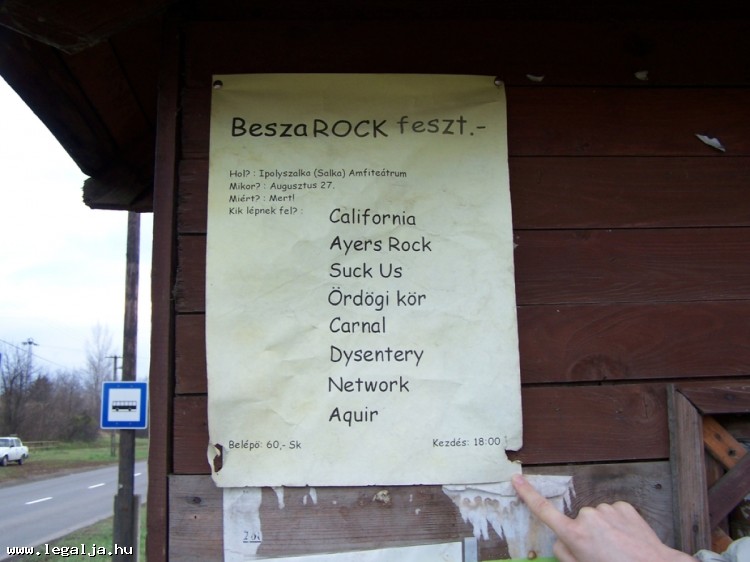 BeszaROCK feszt.-
Hol? : Ipolyszalka (Salka) Amfiteátrum
Mikor? : Augusztus 27.
Miért? : Mert!
Kik lépnek fel? :
California
Ayers Rock
Suck Us
Ördögi kör
Carnal
Dysentery
Network
Aquir
Belépő: 60,- Sk
Kezdés: 18:00
www.legalja.hu